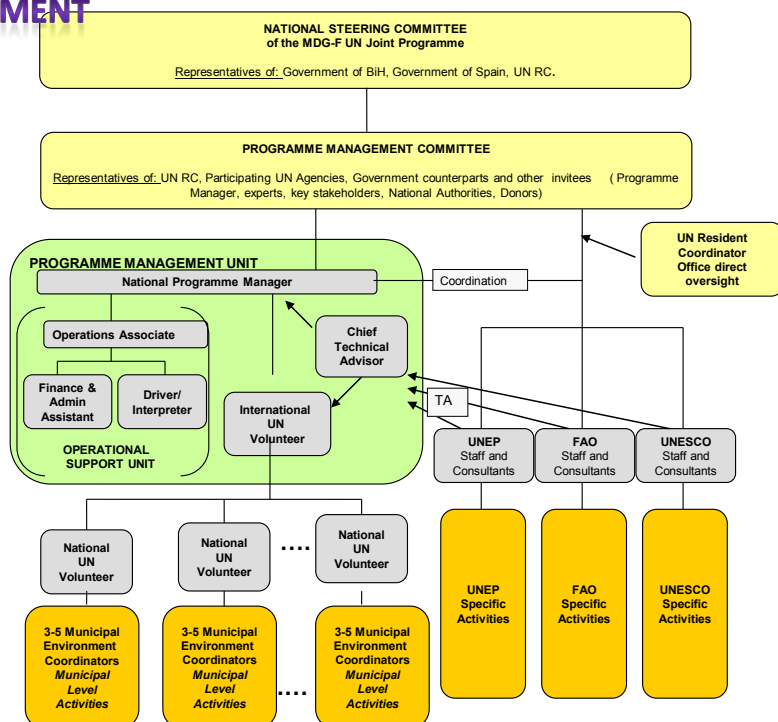 MENT
NATIONAL STEERING COMMITTEE
of the MDG-F UN Joint Programme
Representatives of: Government of BiH, Government of Spain, UN RC.
PROGRAMME MANAGEMENT COMMITTEE
Representatives of: UN RC, Participating UN Agencies, Government counterparts and other invitees ( Programme
Manager, experts, key stakeholders, National Authorities, Donors)
UN Resident
Coordinator
Office direct
oversight
PROGRAMME MANAGEMENT UNIT
National Programme Manager
Coordination
Operations Associate
Chief
Technical
Advisor
Finance &
Admin
Assistant
Driver/
Interpreter
International
UN
Volunteer
TA
OPERATIONAL
SUPPORT UNIT
UNEP
Staff and
Consultants
FAO
Staff and
Consultants
UNESCO
Staff and
Consultants
National
UN
Volunteer
National
UN
Volunteer
....
National
UN
Volunteer
UNEP
Specific
Activities
FAO
Specific
Activities
UNESCO
Specific
Activities
3-5 Municipal
Environment
Coordinators
Municipal
Level
Activities
3-5 Municipal
Environment
Coordinators
Municipal
Level
Activities
....
3-5 Municipal
Environment
Coordinators
Municipal
Level
Activities